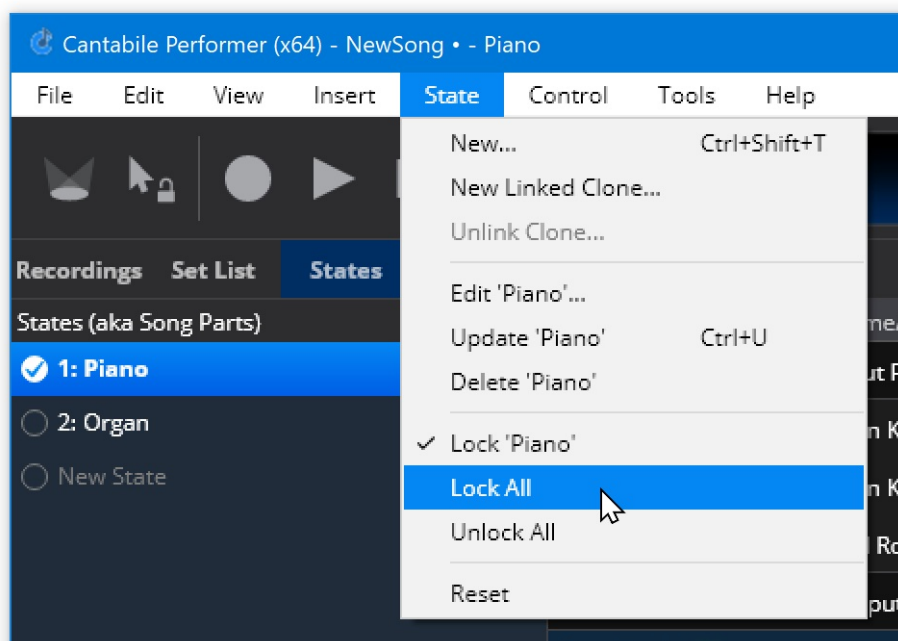 Cantabile Performer (x64) - NewSong • - Piano
File Edit View Insert State Control Tools Help
New... Ctrl+Shift+T
New Linked Clone...
Unlink Clone...
Recordings Set List States
Edit 'Piano'...
States (aka Song Parts)
Update 'Piano' Ctrl+U
1: Piano
Delete 'Piano'
2: Organ
Lock 'Piano'
New State
Lock All
Unlock All
Reset